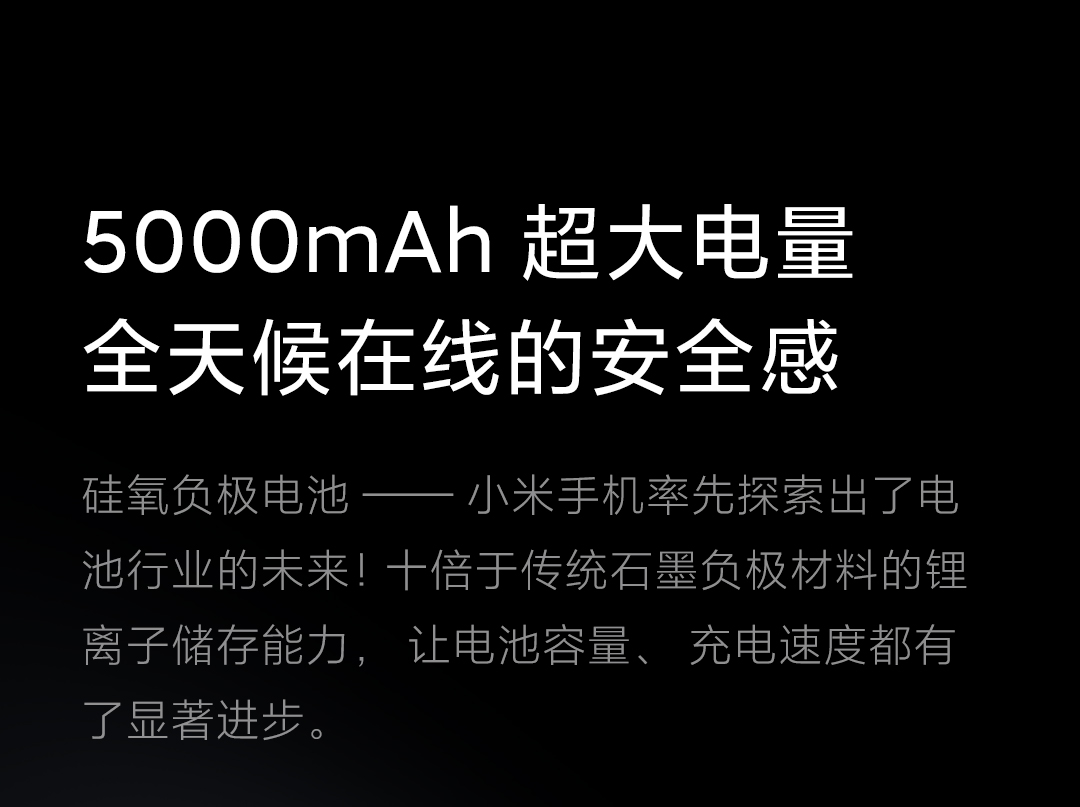 5000mAh 超大电量
全天候在线的安全感
硅氧负极电池 —— 小米手机率先探索出了电
池行业的未来! 十倍于传统石墨负极材料的锂
离子储存能力， 让电池容量、 充电速度都有
了显著进步。